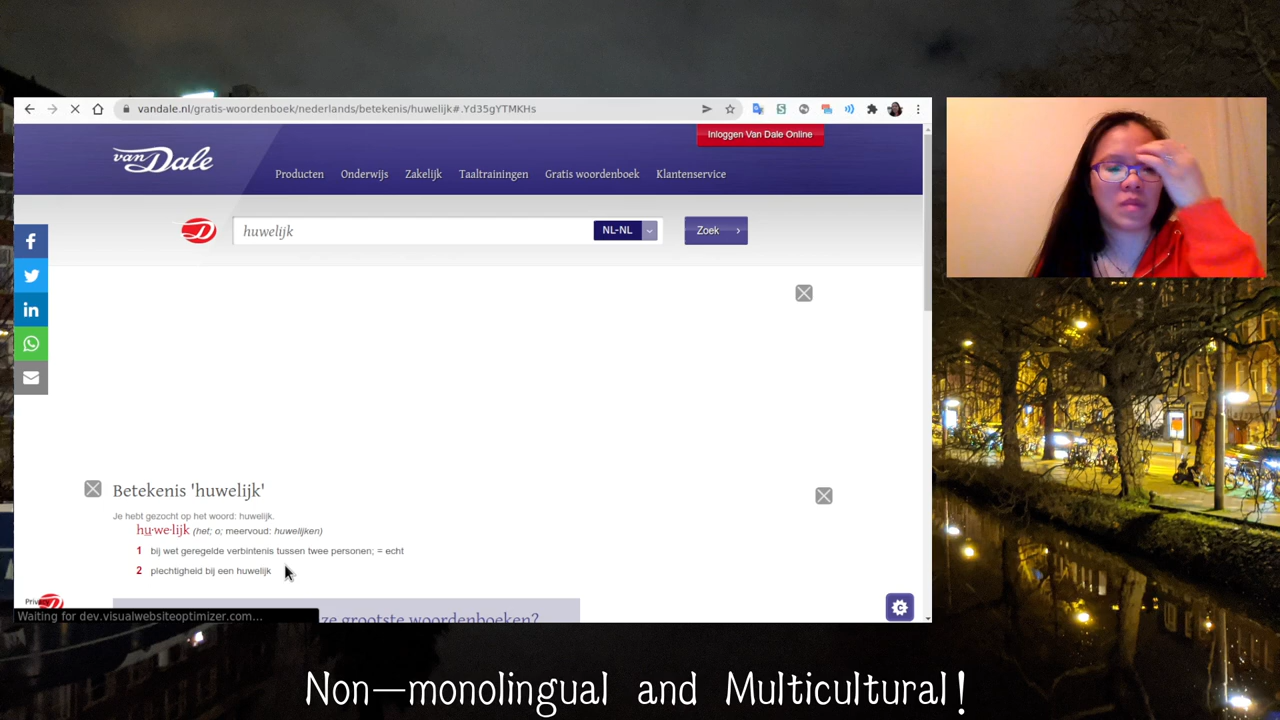 vandale.nl/gratis-woordenboek/nederlands/betekenis/huwelijk#.Yd35gYTMKHs
Inloggen Van Dale Online
van Dale
Producten Onderwijs Zakelijk Taaltrainingen Gratis woordenboek Klantenservice
huwelijk NL-NL Zoek ›
Betekenis 'huwelijk'
Je hebt gezocht op het woord: huwelijk.
hu·we·lijk (het; o; meervoud: huwelijken)
1 bij wet geregelde verbintenis tussen twee personen; = echt
2 plechtigheid bij een huwelijk
Waiting for dev.visualwebsiteoptimizer.com...
grootste woordenboeken?
Non-monolingual and Multicultural!